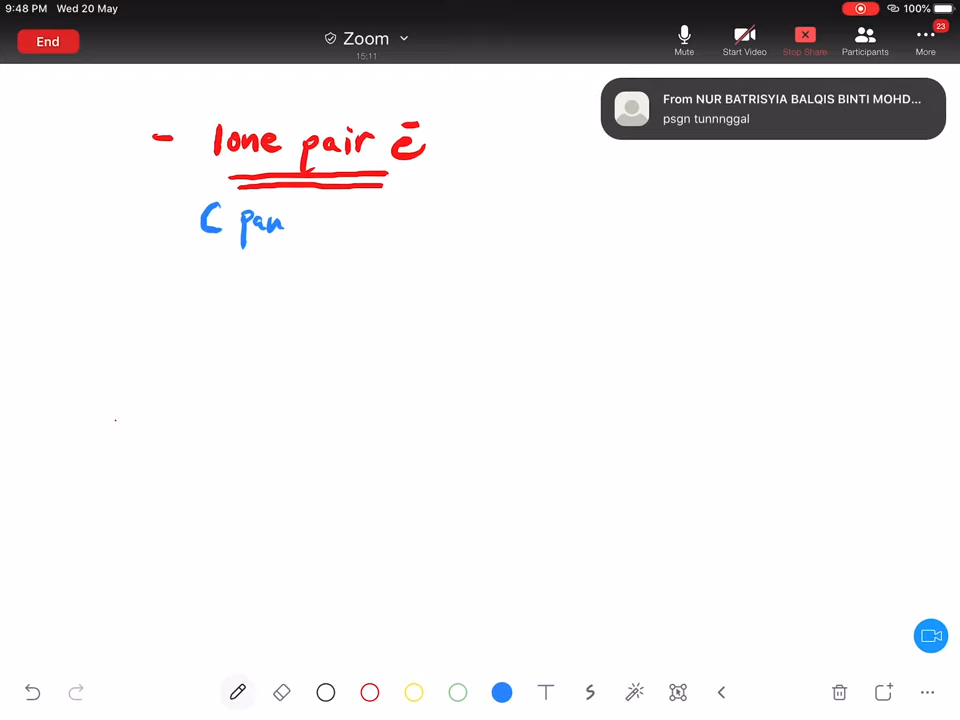 9:48 PM Wed 20 May
100%
End
Zoom
15:11
Mute
Start Video
Stop Share
Participants
23
More
From NUR BATRISYIA BALQIS BINTI MOHD...
psgn tunnnggal
- lone pair ē
( pan
T